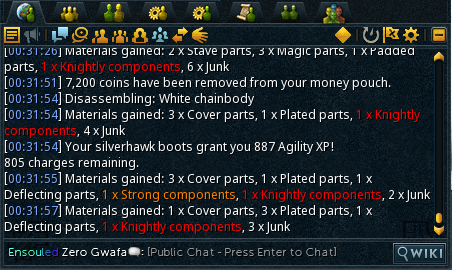 [00:31:26] Materials gained: 2 x Stave parts, 3 x Magic parts, 1 x Padded
parts, 1 x Knightly components, 6 x Junk
[00:31:51] 7,200 coins have been removed from your money pouch.
[00:31:54] Disassembling: White chainbody
[00:31:54] Materials gained: 3 x Cover parts, 1 x Plated parts, 1 x Knightly
components, 4 x Junk
[00:31:54] Your silverhawk boots grant you 887 Agility XP!
805 charges remaining.
[00:31:55] Materials gained: 3 x Cover parts, 1 x Plated parts, 1 x
Deflecting parts, 1 x Strong components, 1 x Knightly components, 2 x Junk
[00:31:57] Materials gained: 1 x Cover parts, 3 x Plated parts, 1 x
Deflecting parts, 1 x Knightly components, 3 x Junk
Ensouled Zero Gwafa: [Public Chat - Press Enter to Chat]
WIKI